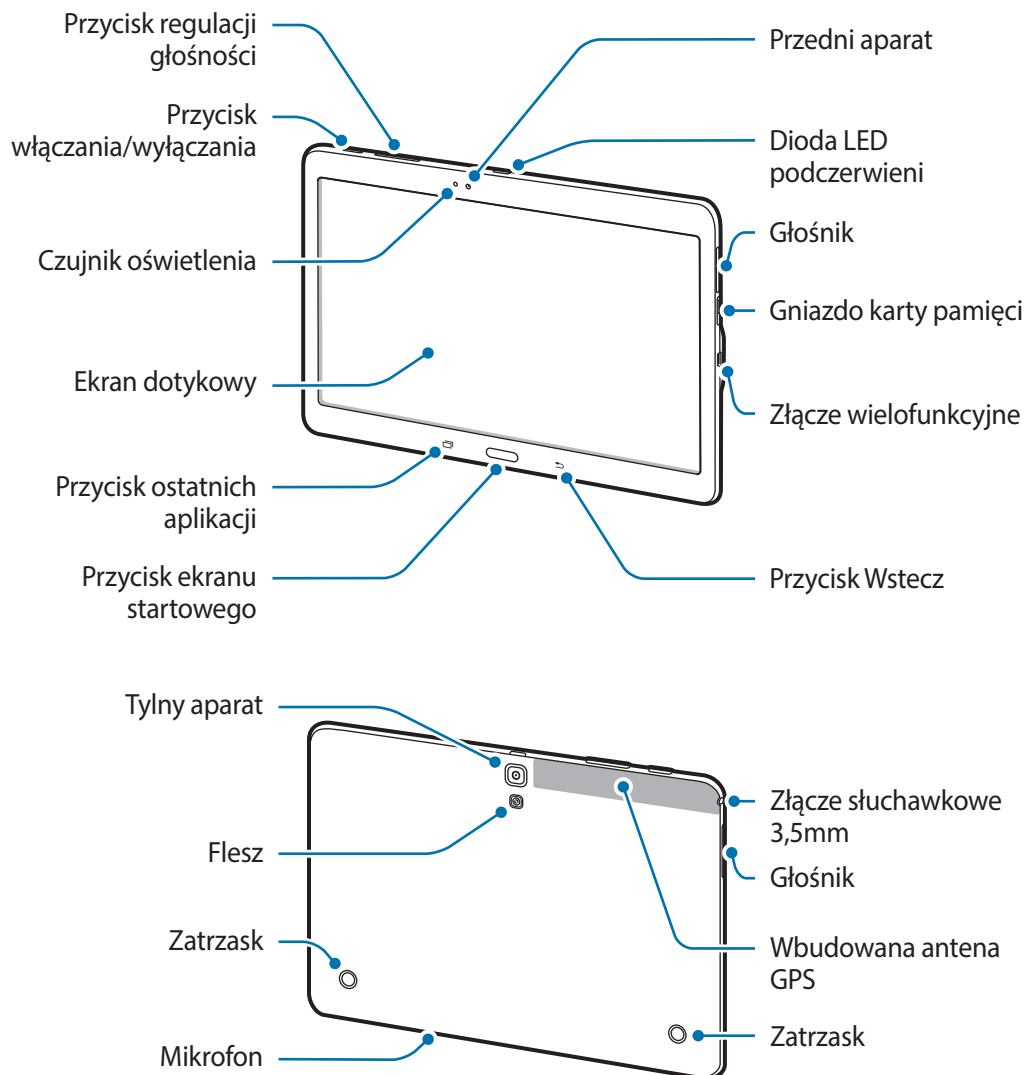 Przycisk regulacji
głośności
Przycisk
włączania/wyłączania
Czujnik oświetlenia
Ekran dotykowy
Przycisk ostatnich
aplikacji
Przycisk ekranu
startowego
Przedni aparat
Dioda LED
podczerwieni
Głośnik
Gniazdo karty pamięci
Złącze wielofunkcyjne
Przycisk Wstecz
Tylny aparat
Flesz
Zatrzask
Mikrofon
Złącze słuchawkowe
3,5mm
Głośnik
Wbudowana antena
GPS
Zatrzask